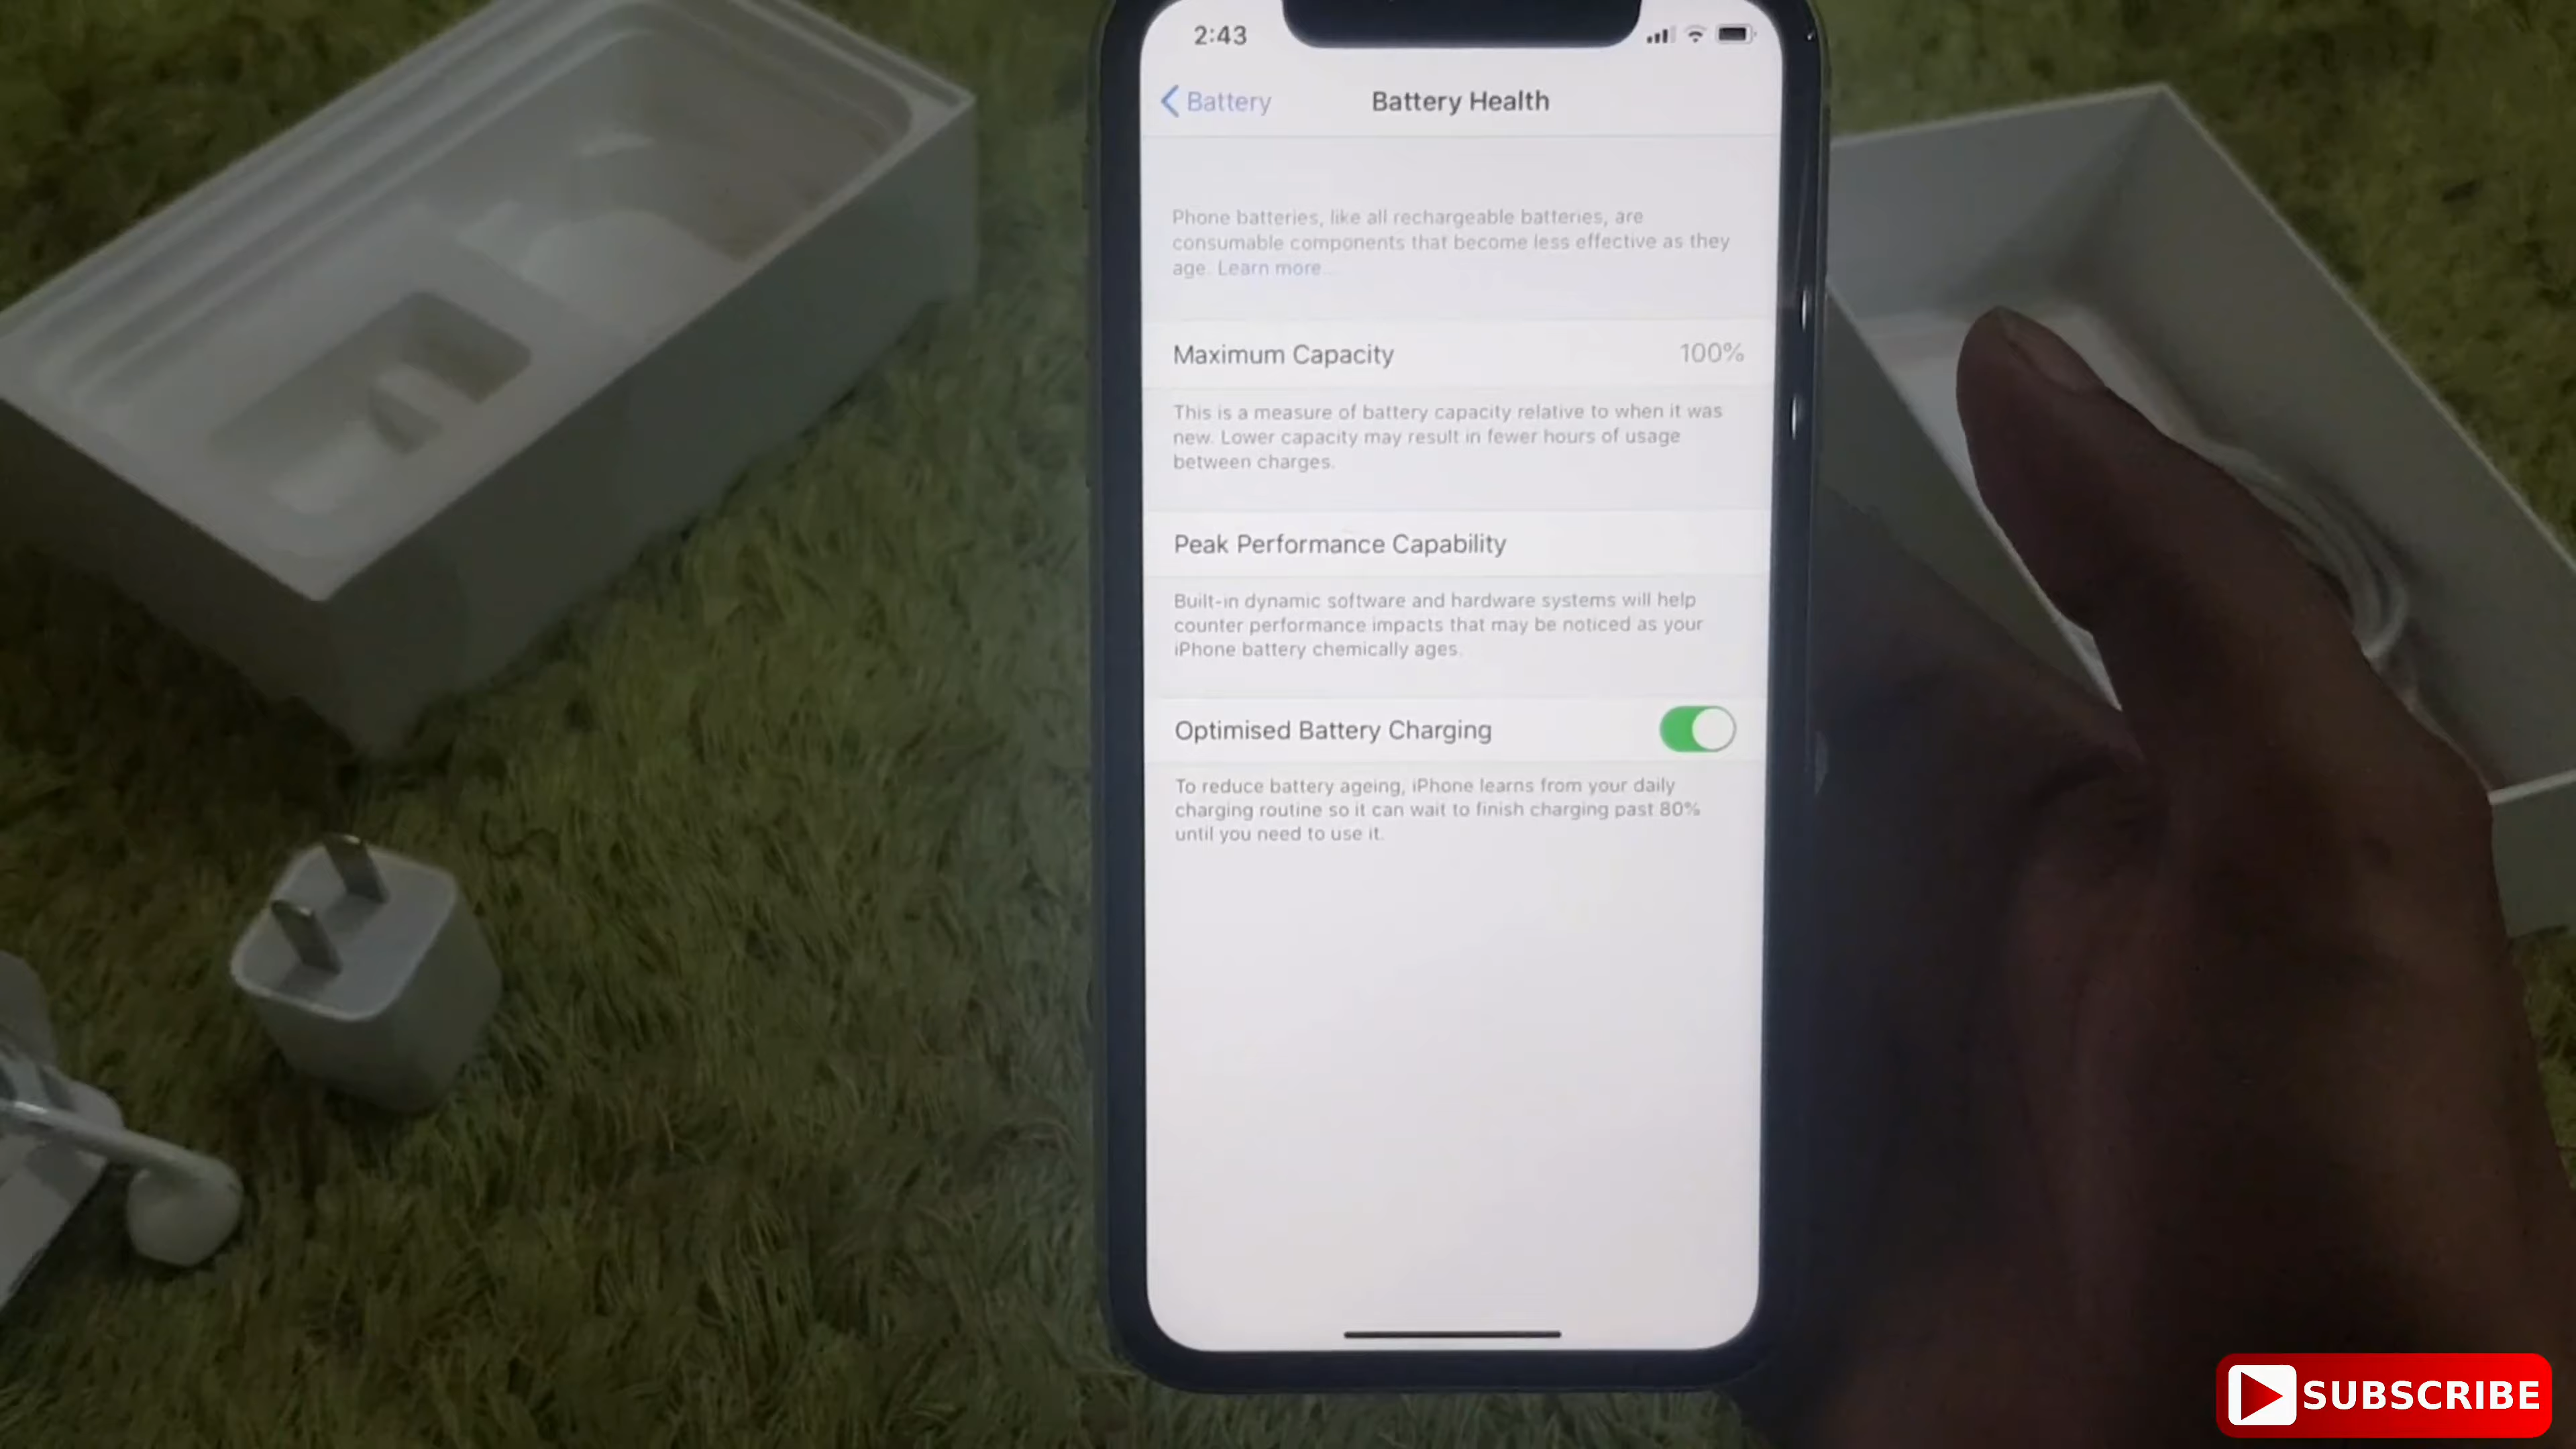 2:43
Battery
Battery Health
Phone batteries, like all rechargeable batteries, are
consumable components that become less effective as they
age. Learn more...
Maximum Capacity 100%
This is a measure of battery capacity relative to when it was
new. Lower capacity may result in fewer hours of usage
between charges.
Peak Performance Capability
Built-in dynamic software and hardware systems will help
counter performance impacts that may be noticed as your
iPhone battery chemically ages.
Optimised Battery Charging
To reduce battery ageing, iPhone learns from your daily
charging routine so it can wait to finish charging past 80%
until you need to use it.
SUBSCRIBE